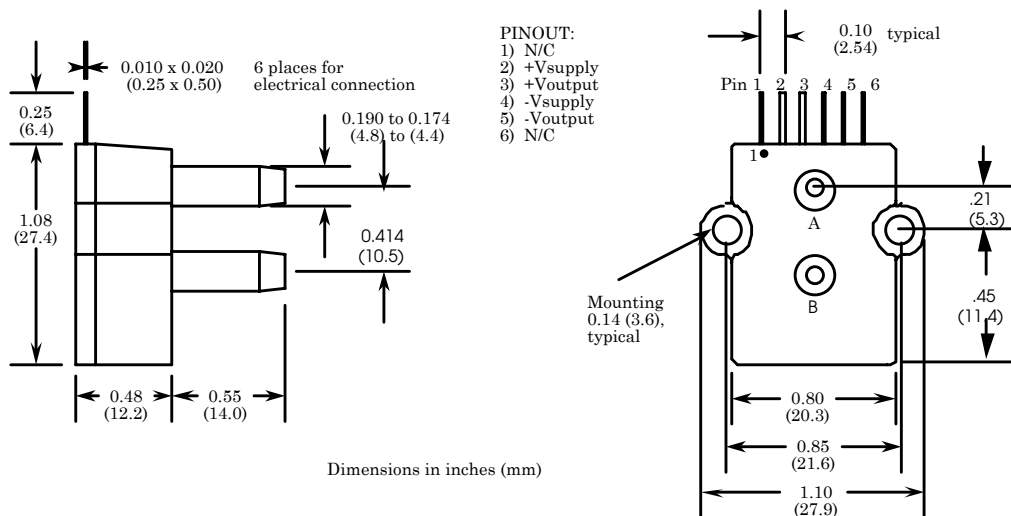 0.010 x 0.020
(0.25 x 0.50)
6 places for
electrical connection
0.25
(6.4)
0.190 to 0.174
(4.8) to (4.4)
1.08
(27.4)
0.414
(10.5)
0.48
(12.2)
0.55
(14.0)
PINOUT:
1) N/C
2) +Vsupply
3) +Voutput
4) -Vsupply
5) -Voutput
6) N/C
0.10 typical
(2.54)
Pin 1 2 3 4 5 6
1
A
B
.21
(5.3)
.45
(11.4)
Mounting
0.14 (3.6),
typical
0.80
(20.3)
0.85
(21.6)
1.10
(27.9)
Dimensions in inches (mm)